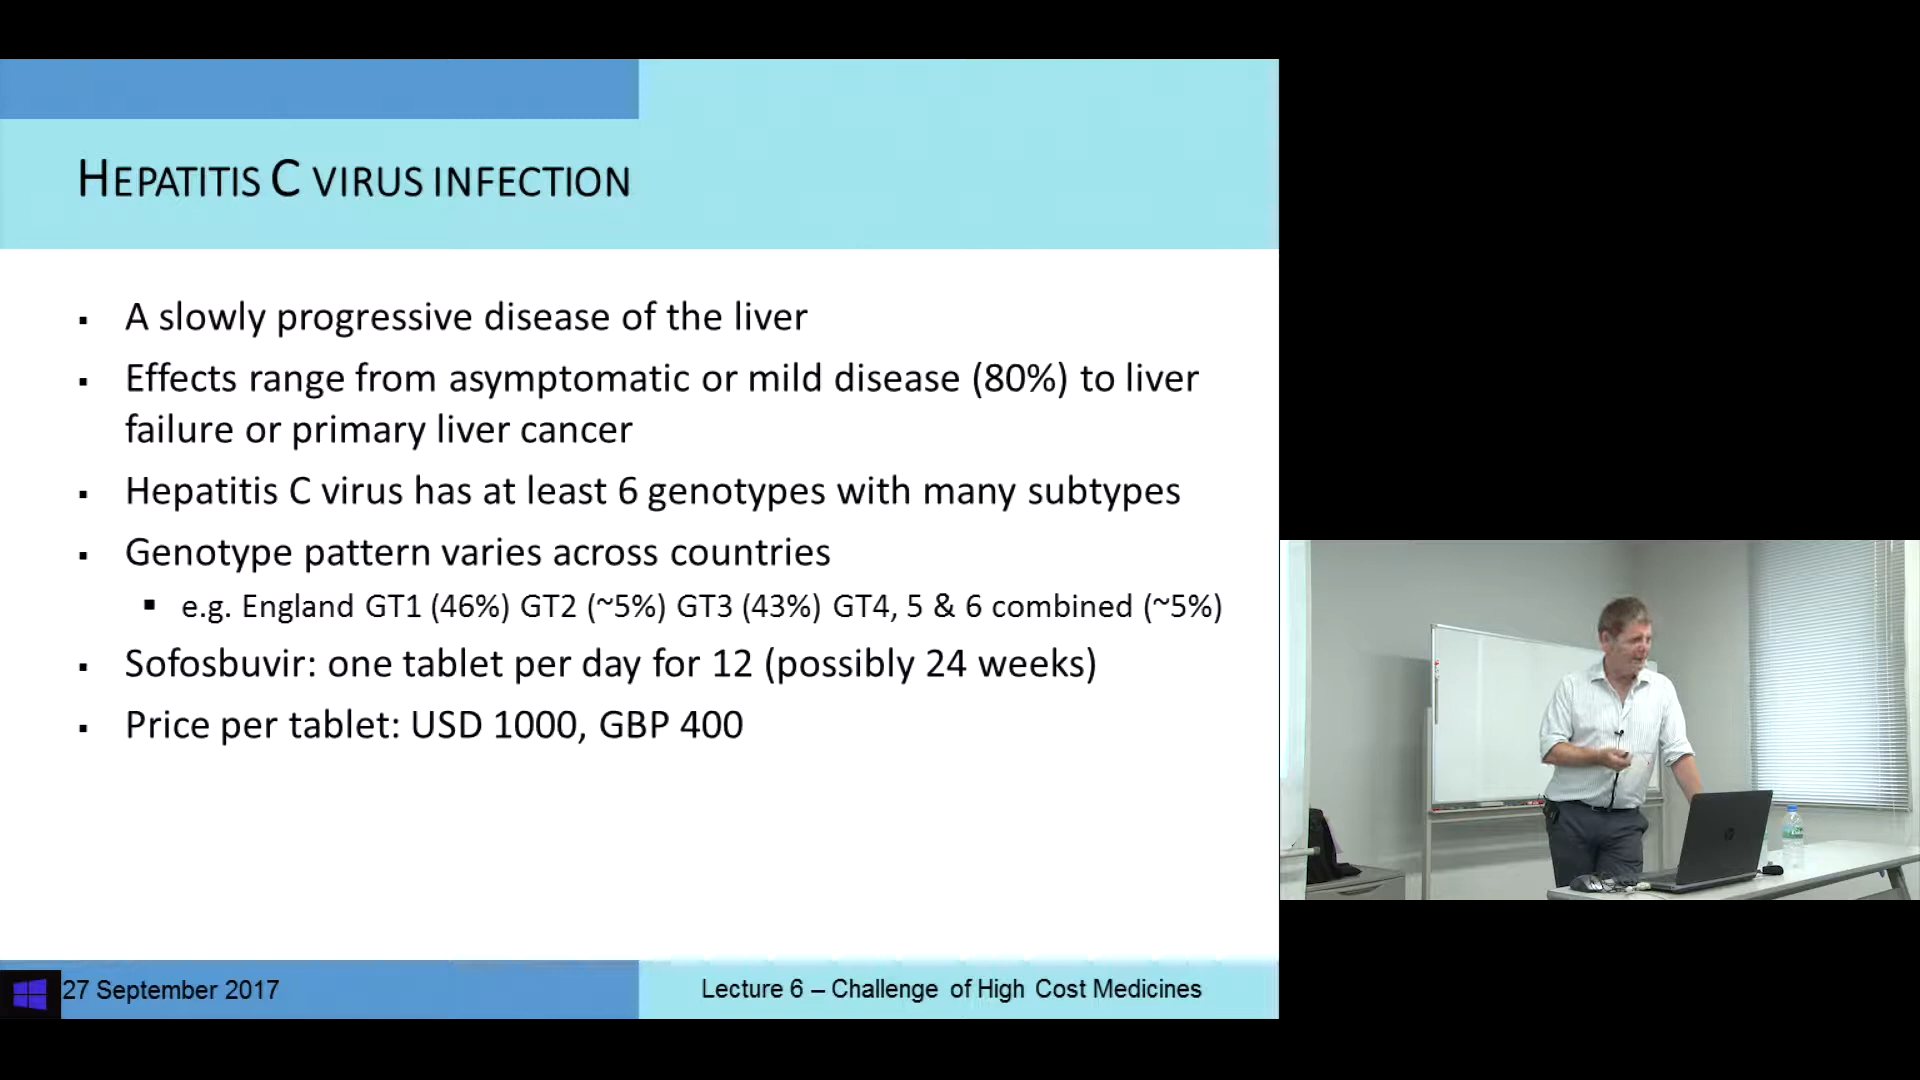 HEPATITIS C VIRUS INFECTION
▪ A slowly progressive disease of the liver
▪ Effects range from asymptomatic or mild disease (80%) to liver
failure or primary liver cancer
▪ Hepatitis C virus has at least 6 genotypes with many subtypes
▪ Genotype pattern varies across countries
▪ e.g. England GT1 (46%) GT2 (~5%) GT3 (43%) GT4, 5 & 6 combined (~5%)
▪ Sofosbuvir: one tablet per day for 12 (possibly 24 weeks)
▪ Price per tablet: USD 1000, GBP 400
27 September 2017
Lecture 6 – Challenge of High Cost Medicines